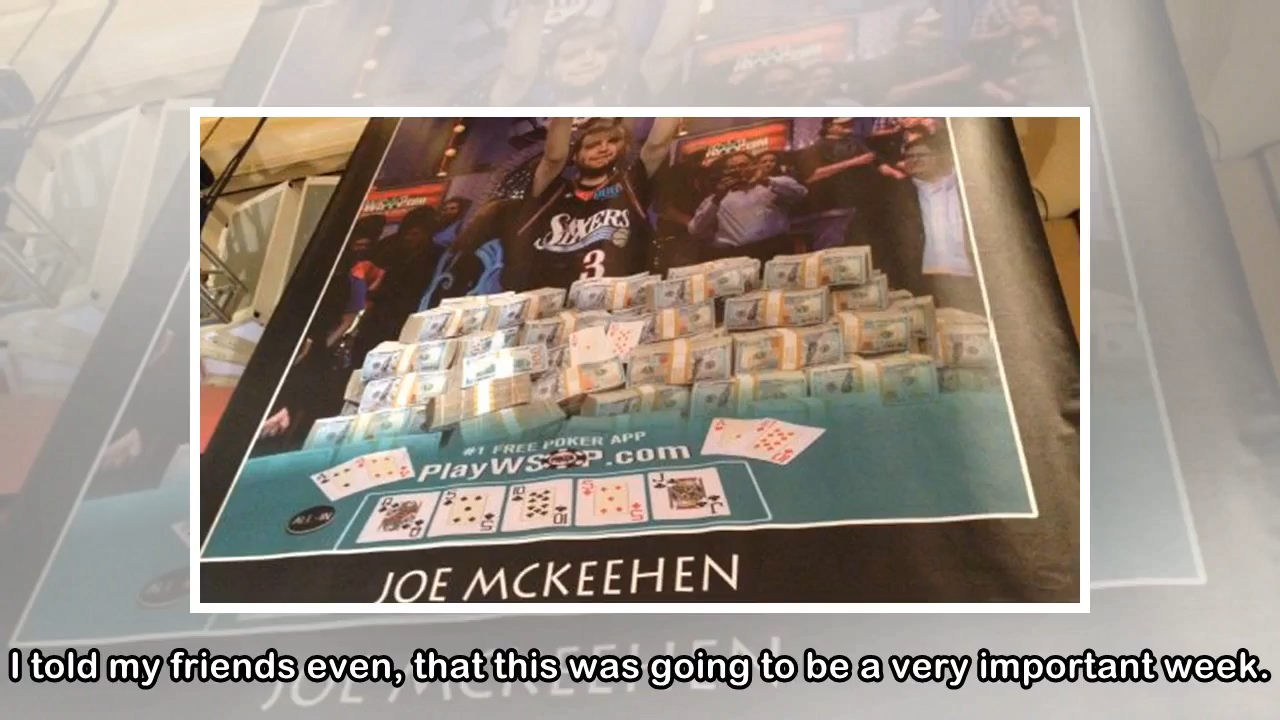 SIXERS
3
#1 FREE POKER APP
PlayWSOP.com
ALL-IN
JOE MCKEEHEN
I told my friends even, that this was going to be a very important week.